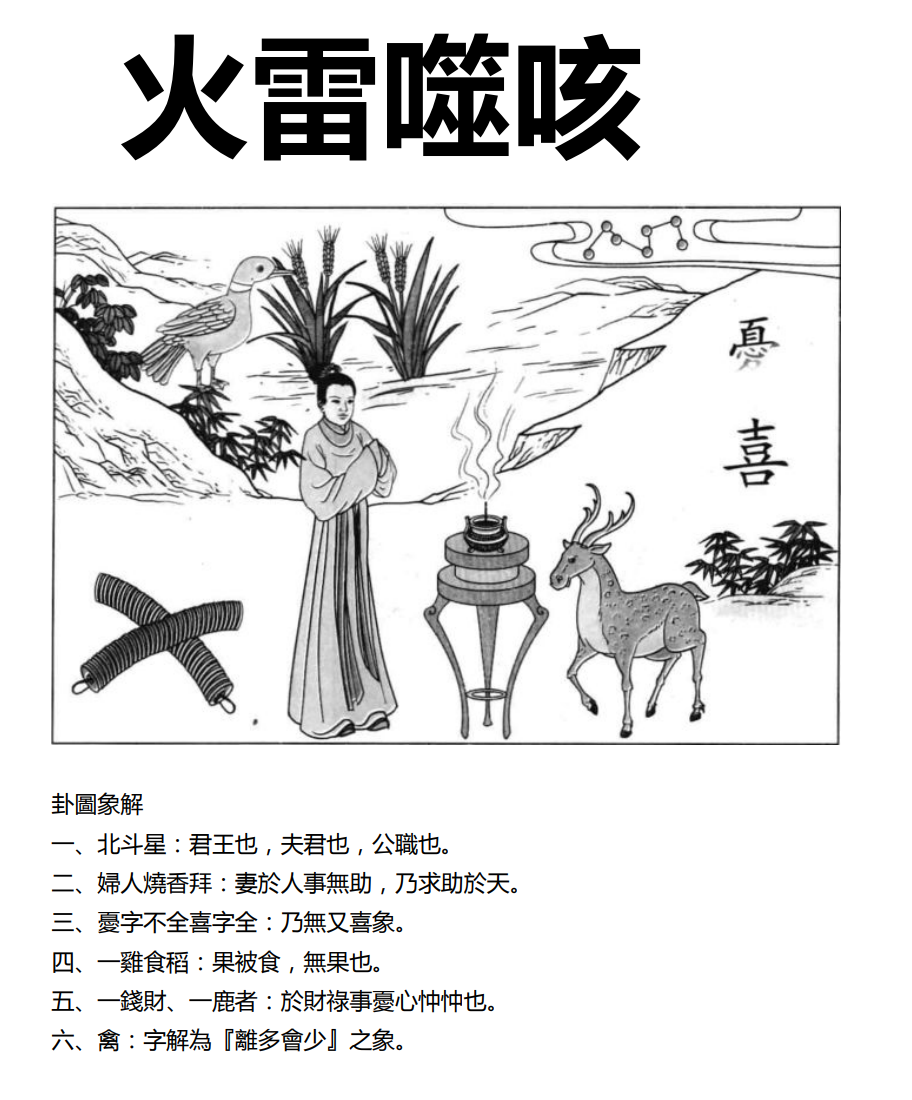 火雷噬咳
憂
喜
卦圖象解
一、北斗星：君王也，夫君也，公職也。
二、婦人燒香拜：妻於人事無助，乃求助於天。
三、憂字不全喜字全：乃無又喜象。
四、一雞食稻：果被食，無果也。
五、一錢財、一鹿者：於財祿事憂心忡忡也。
六、禽：字解為『離多會少』之象。